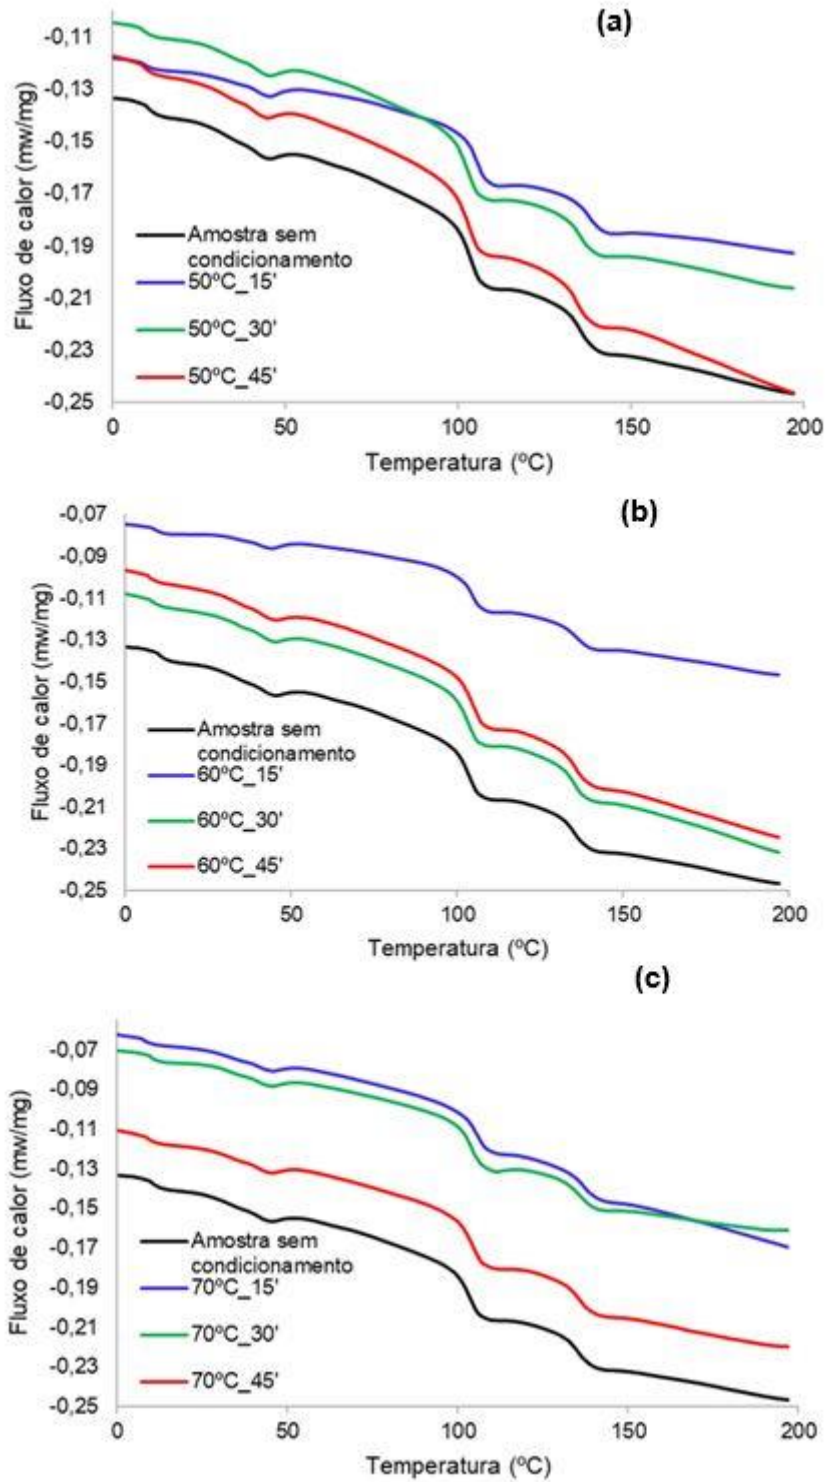 (a)
Fluxo de calor (mw/mg)
-0,11
-0,13
-0,15
-0,17
-0,19
-0,21
-0,23
-0,25
Amostra sem
condicionamento
50ºC_15'
50ºC_30'
50ºC_45'
0 50 100 150 200
Temperatura (ºC)
(b)
Fluxo de calor (mw/mg)
-0,07
-0,09
-0,11
-0,13
-0,15
-0,17
-0,19
-0,21
-0,23
-0,25
Amostra sem
condicionamento
60ºC_15'
60ºC_30'
60ºC_45'
0 50 100 150 200
Temperatura (ºC)
(c)
Fluxo de calor (mw/mg)
-0,07
-0,09
-0,11
-0,13
-0,15
-0,17
-0,19
-0,21
-0,23
-0,25
Amostra sem
condicionamento
70ºC_15'
70ºC_30'
70ºC_45'
0 50 100 150 200
Temperatura (ºC)